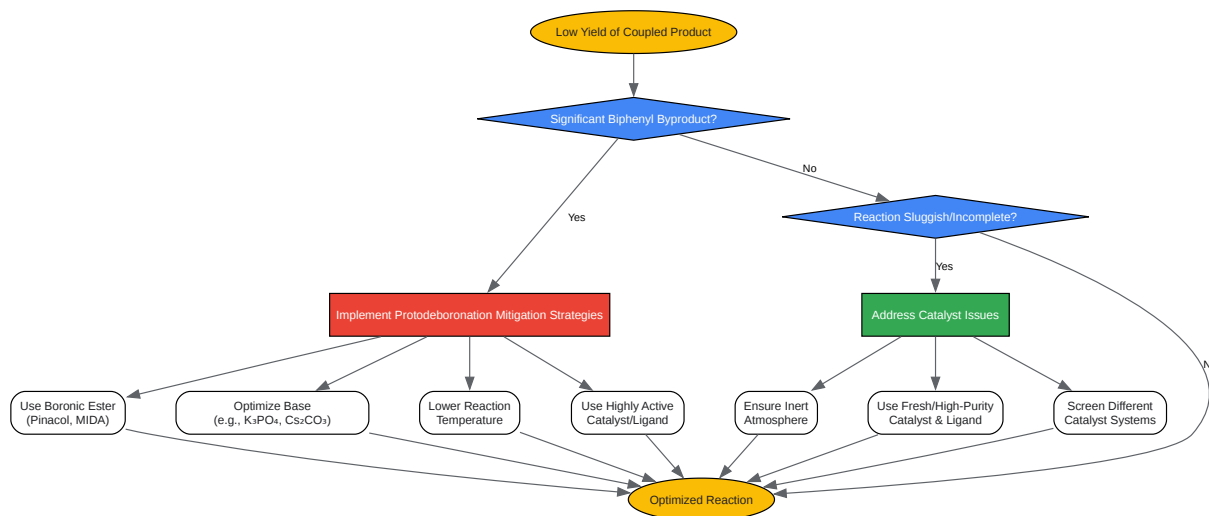 Low Yield of Coupled Product
Significant Biphenyl Byproduct?
No
Yes
Reaction Sluggish/Incomplete?
Yes
Implement Protodeboronation Mitigation Strategies
Address Catalyst Issues
N
Use Boronic Ester
(Pinacol, MIDA)
Optimize Base
(e.g., K₃PO₄, Cs₂CO₃)
Lower Reaction
Temperature
Use Highly Active
Catalyst/Ligand
Ensure Inert
Atmosphere
Use Fresh/High-Purity
Catalyst & Ligand
Screen Different
Catalyst Systems
Optimized Reaction